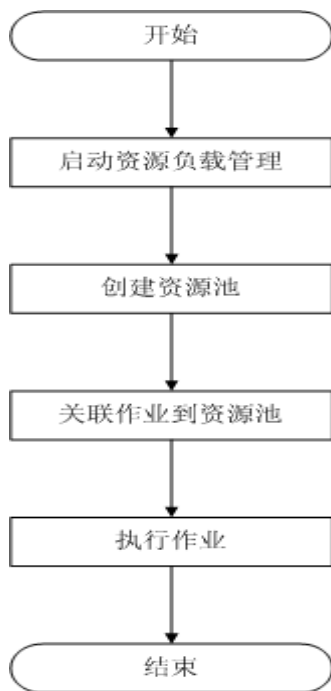 开始
启动资源负载管理
创建资源池
关联作业到资源池
执行作业
结束